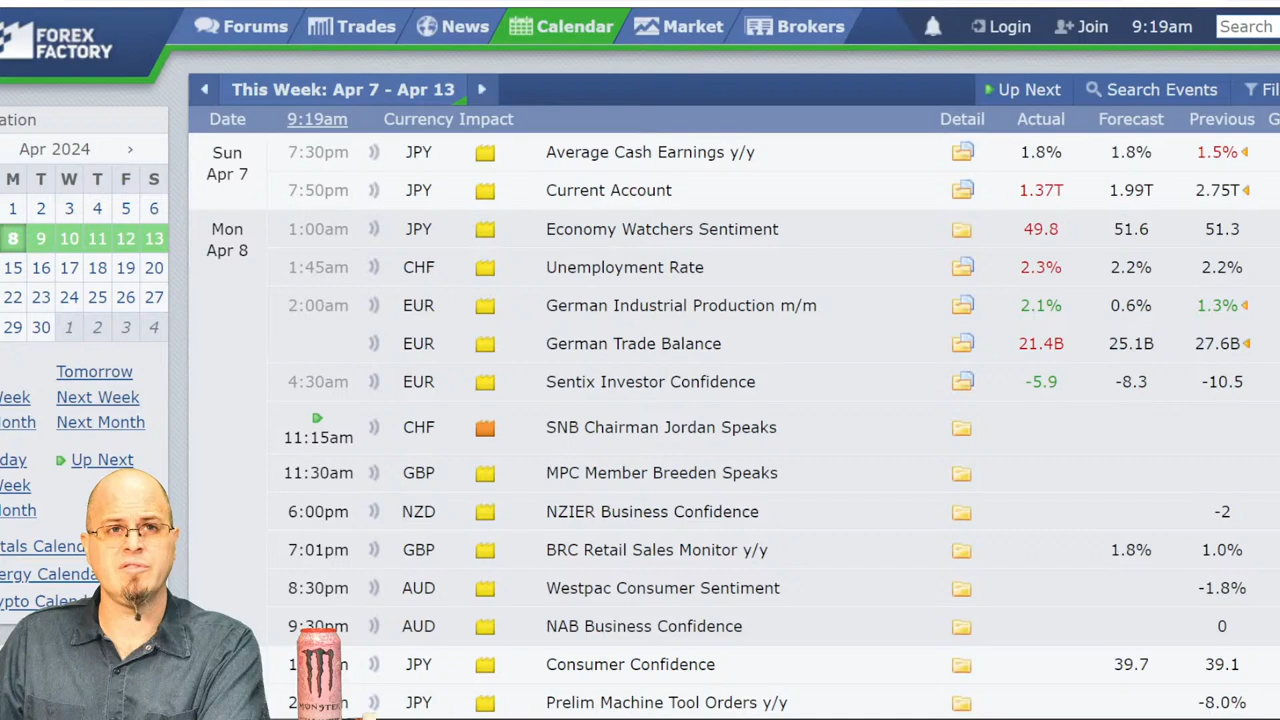 FOREX
FACTORY
Forums Trades News Calendar Market Brokers Login Join 9:19am Search
This Week: Apr 7 - Apr 13 Up Next Search Events
Date 9:19am Currency Impact Detail Actual Forecast Previous
Apr 2024 ›
M T W T F S
1 2 3 4 5 6
8 9 10 11 12 13
15 16 17 18 19 20
22 23 24 25 26 27
29 30 1 2 3 4
Tomorrow
Next Week
Next Month
Up Next
Sun
Apr 7
7:30pm JPY Average Cash Earnings y/y 1.8% 1.8% 1.5%
7:50pm JPY Current Account 1.37T 1.99T 2.75T
Mon
Apr 8
1:00am JPY Economy Watchers Sentiment 49.8 51.6 51.3
1:45am CHF Unemployment Rate 2.3% 2.2% 2.2%
2:00am EUR German Industrial Production m/m 2.1% 0.6% 1.3%
EUR German Trade Balance 21.4B 25.1B 27.6B
4:30am EUR Sentix Investor Confidence -5.9 -8.3 -10.5
11:15am CHF SNB Chairman Jordan Speaks
11:30am GBP MPC Member Breeden Speaks
6:00pm NZD NZIER Business Confidence -2
7:01pm GBP BRC Retail Sales Monitor y/y 1.8% 1.0%
8:30pm AUD Westpac Consumer Sentiment -1.8%
9:30pm AUD NAB Business Confidence 0
JPY Consumer Confidence 39.7 39.1
JPY Prelim Machine Tool Orders y/y -8.0%
MONSTER